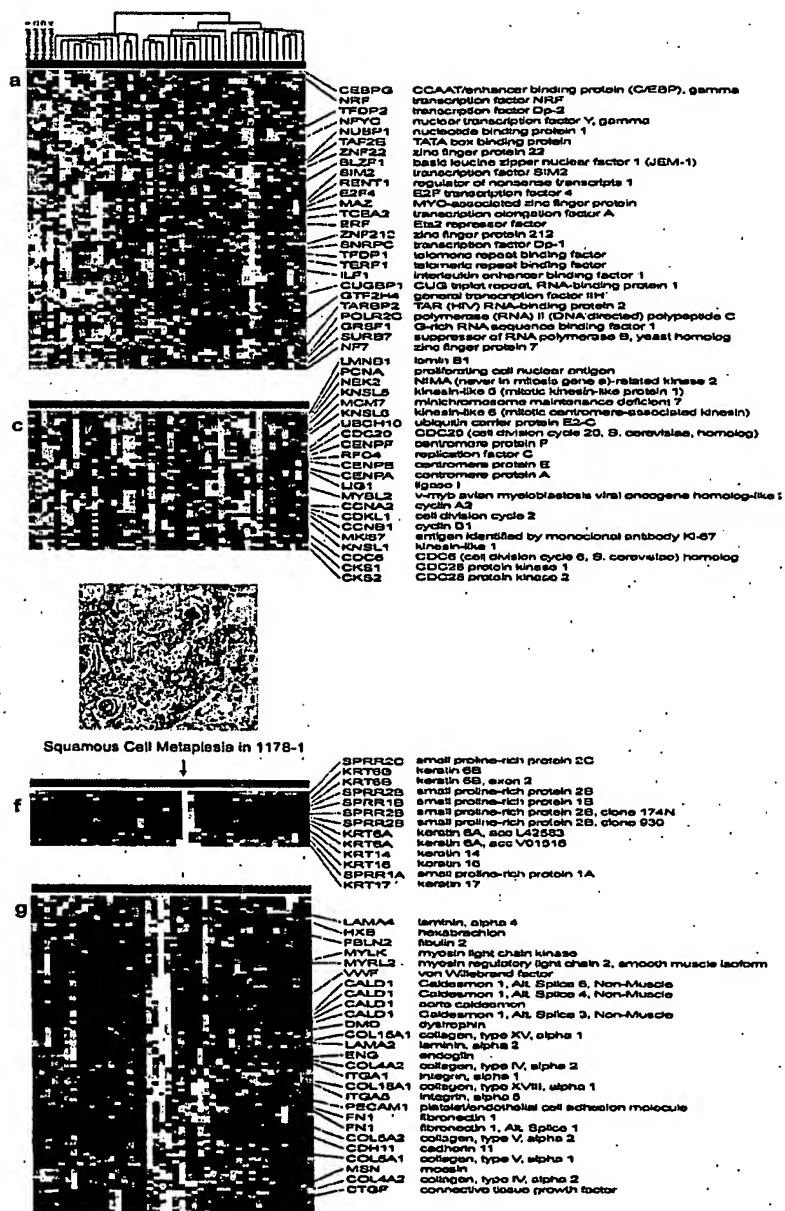 a
CEBPG CCAAT/enhancer binding protein (C/EBP), gamma
NRF transcription factor NRF
TFDP2 transcription factor Dp-2
NFYC nuclear transcription factor Y, gamma
NUBP1 nucleotide binding protein 1
TAF2B TATA box binding protein
ZNF22 zinc finger protein 22
BLZF1 basic leucine zipper nuclear factor 1 (JEM-1)
SIM2 transcription factor SIM2
RENT1 regulator of nonsense transcripts 1
E2F4 E2F transcription factor 4
MAZ MYC-associated zinc finger protein
TCEA2 transcription elongation factor A
ERF Ets2 repressor factor
ZNF212 zinc finger protein 212
SNRPC transcription factor Dp-1
TFDP1 telomere repeat binding factor
TERF1 telomeric repeat binding factor
ILF1 interleukin enhancer binding factor 1
CUGBP1 CUG triplet repeat, RNA-binding protein 1
GTF2H4 general transcription factor IIH
TARBP2 TAR (HIV) RNA-binding protein 2
POLR2C polymerase (RNA) II (DNA directed) polypeptide C
GRSF1 G-rich RNA sequence binding factor 1
SURB7 suppressor of RNA polymerase B, yeast homolog
NF7 zinc finger protein 7
LMNB1 lamin B1
PCNA proliferating cell nuclear antigen
NEK2 NIMA (never in mitosis gene a)-related kinase 2
KNSL5 kinesin-like 5 (mitotic kinesin-like protein 1)
MCM7 minichromosome maintenance deficient 7
KNSL6 kinesin-like 6 (mitotic centromere-associated kinesin)
c
UBCH10 ubiquitin carrier protein E2-C
CDC20 CDC20 (cell division cycle 20, S. cerevisiae, homolog)
CENPF centromere protein F
RFC4 replication factor C
CENPE centromere protein E
CENPA centromere protein A
LIG1 ligase I
MYBL2 v-myb avian myeloblastosis viral oncogene homolog-like
CCNA2 cyclin A2
CDKL1 cell division cycle 2
CCNB1 cyclin B1
MKI67 antigen identified by monoclonal antibody Ki-67
KNSL1 kinesin-like 1
CDC6 CDC6 (cell division cycle 6, S. cerevisiae) homolog
CKS1 CDC28 protein kinase 1
CKS2 CDC28 protein kinase 2
Squamous Cell Metaplasia in 1178-1
f
SPRR2C small proline-rich protein 2C
KRT6B keratin 6B
KRT6B keratin 6B, exon 2
SPRR2B small proline-rich protein 2B
SPRR1B small proline-rich protein 1B
SPRR2B small proline-rich protein 2B, clone 174N
SPRR2B small proline-rich protein 2B, clone 930
KRT6A keratin 6A, acc L42583
KRT6A keratin 6A, acc V01516
KRT14 keratin 14
KRT16 keratin 16
SPRR1A small proline-rich protein 1A
KRT17 keratin 17
g
LAMA4 laminin, alpha 4
HXB hexabrachion
FBLN2 fibulin 2
MYLK myosin light chain kinase
MYRL2 myosin regulatory light chain 2, smooth muscle isoform
VWF von Willebrand factor
CALD1 Caldesmon 1, Alt. Splice 6, Non-Muscle
CALD1 Caldesmon 1, Alt. Splice 4, Non-Muscle
CALD1 aorta caldesmon
CALD1 Caldesmon 1, Alt. Splice 3, Non-Muscle
DMD dystrophin
COL15A1 collagen, type XV, alpha 1
LAMA2 laminin, alpha 2
ENG endoglin
COL4A2 collagen, type IV, alpha 2
ITGA1 integrin, alpha 1
COL18A1 collagen, type XVIII, alpha 1
ITGA5 integrin, alpha 5
PECAM1 platelet/endothelial cell adhesion molecule
FN1 fibronectin 1
FN1 fibronectin 1, Alt. Splice 1
COL5A2 collagen, type V, alpha 2
CDH11 cadherin 11
COL5A1 collagen, type V, alpha 1
MSN moesin
COL4A2 collagen, type IV, alpha 2
CTGF connective tissue growth factor